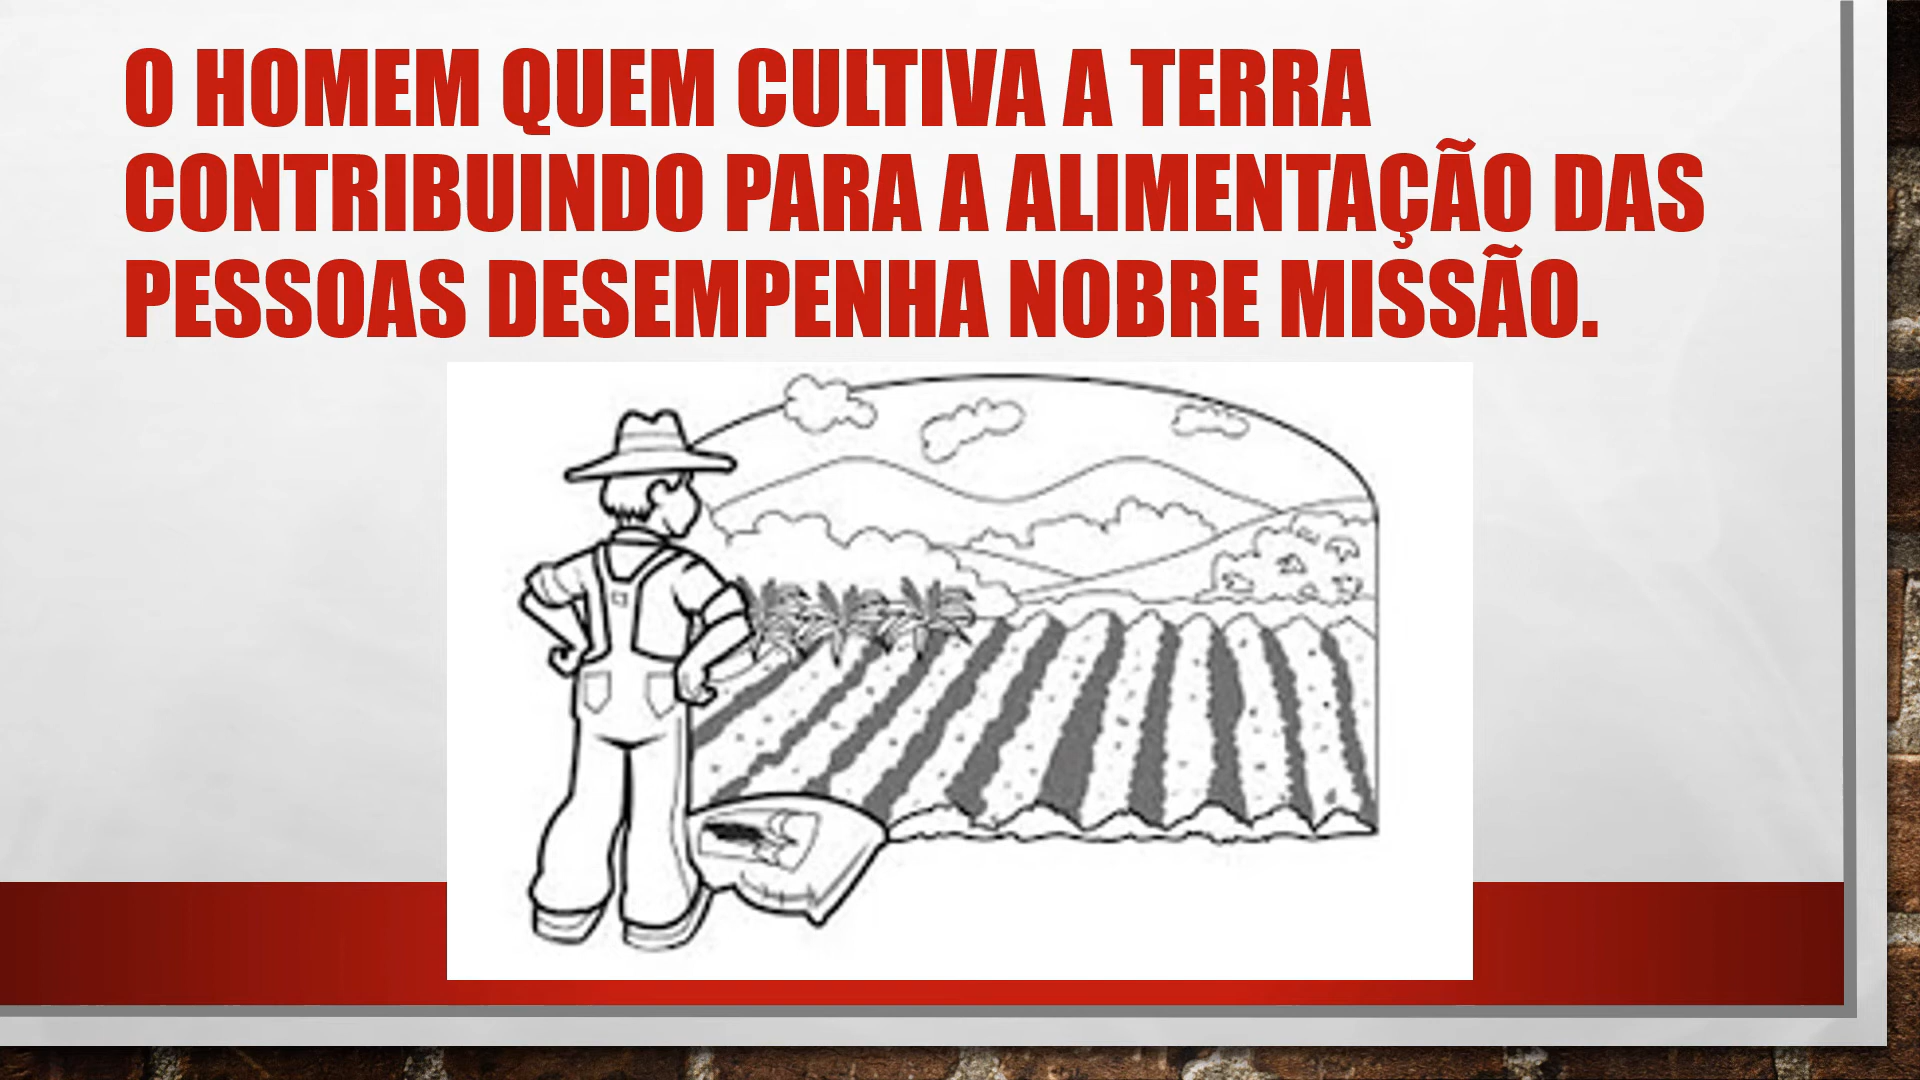 O HOMEM QUEM CULTIVA A TERRA
CONTRIBUINDO PARA A ALIMENTAÇÃO DAS
PESSOAS DESEMPENHA NOBRE MISSÃO.